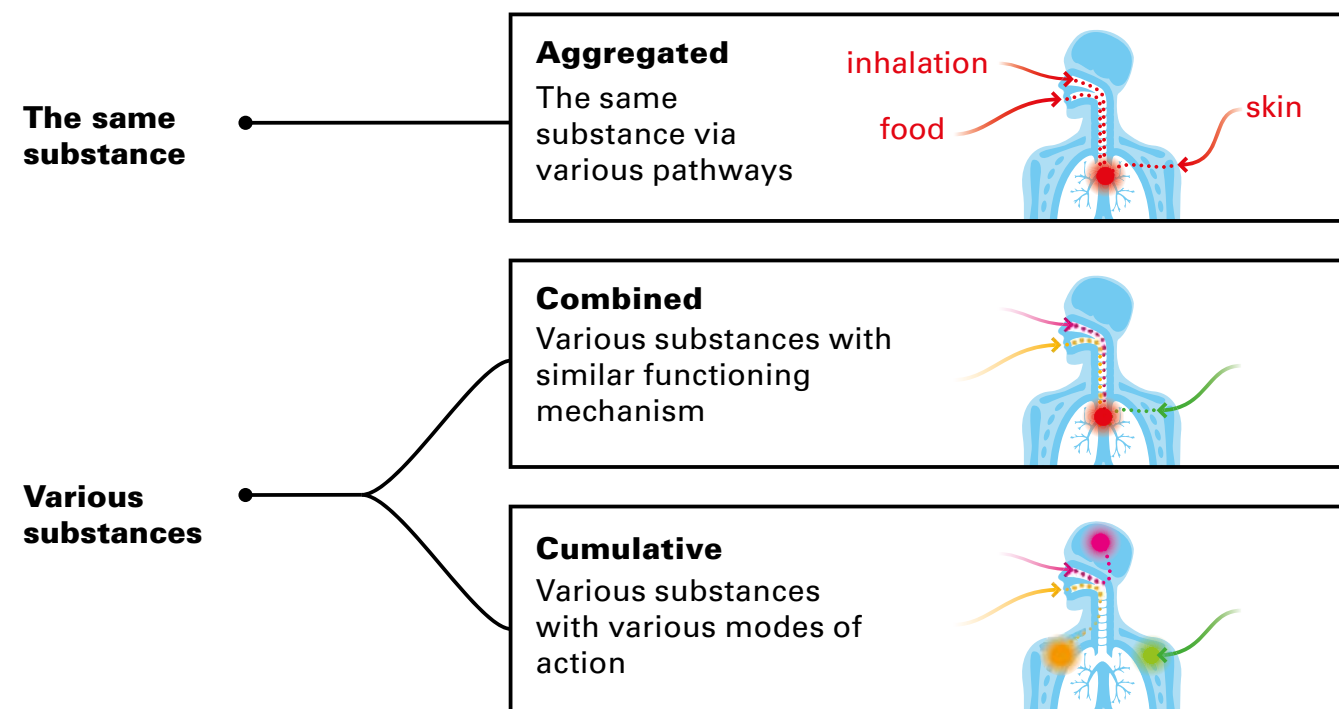 The same
substance
Aggregated
The same
substance via
various pathways
inhalation
food
skin
Various
substances
Combined
Various substances with
similar functioning
mechanism
Cumulative
Various substances
with various modes of
action